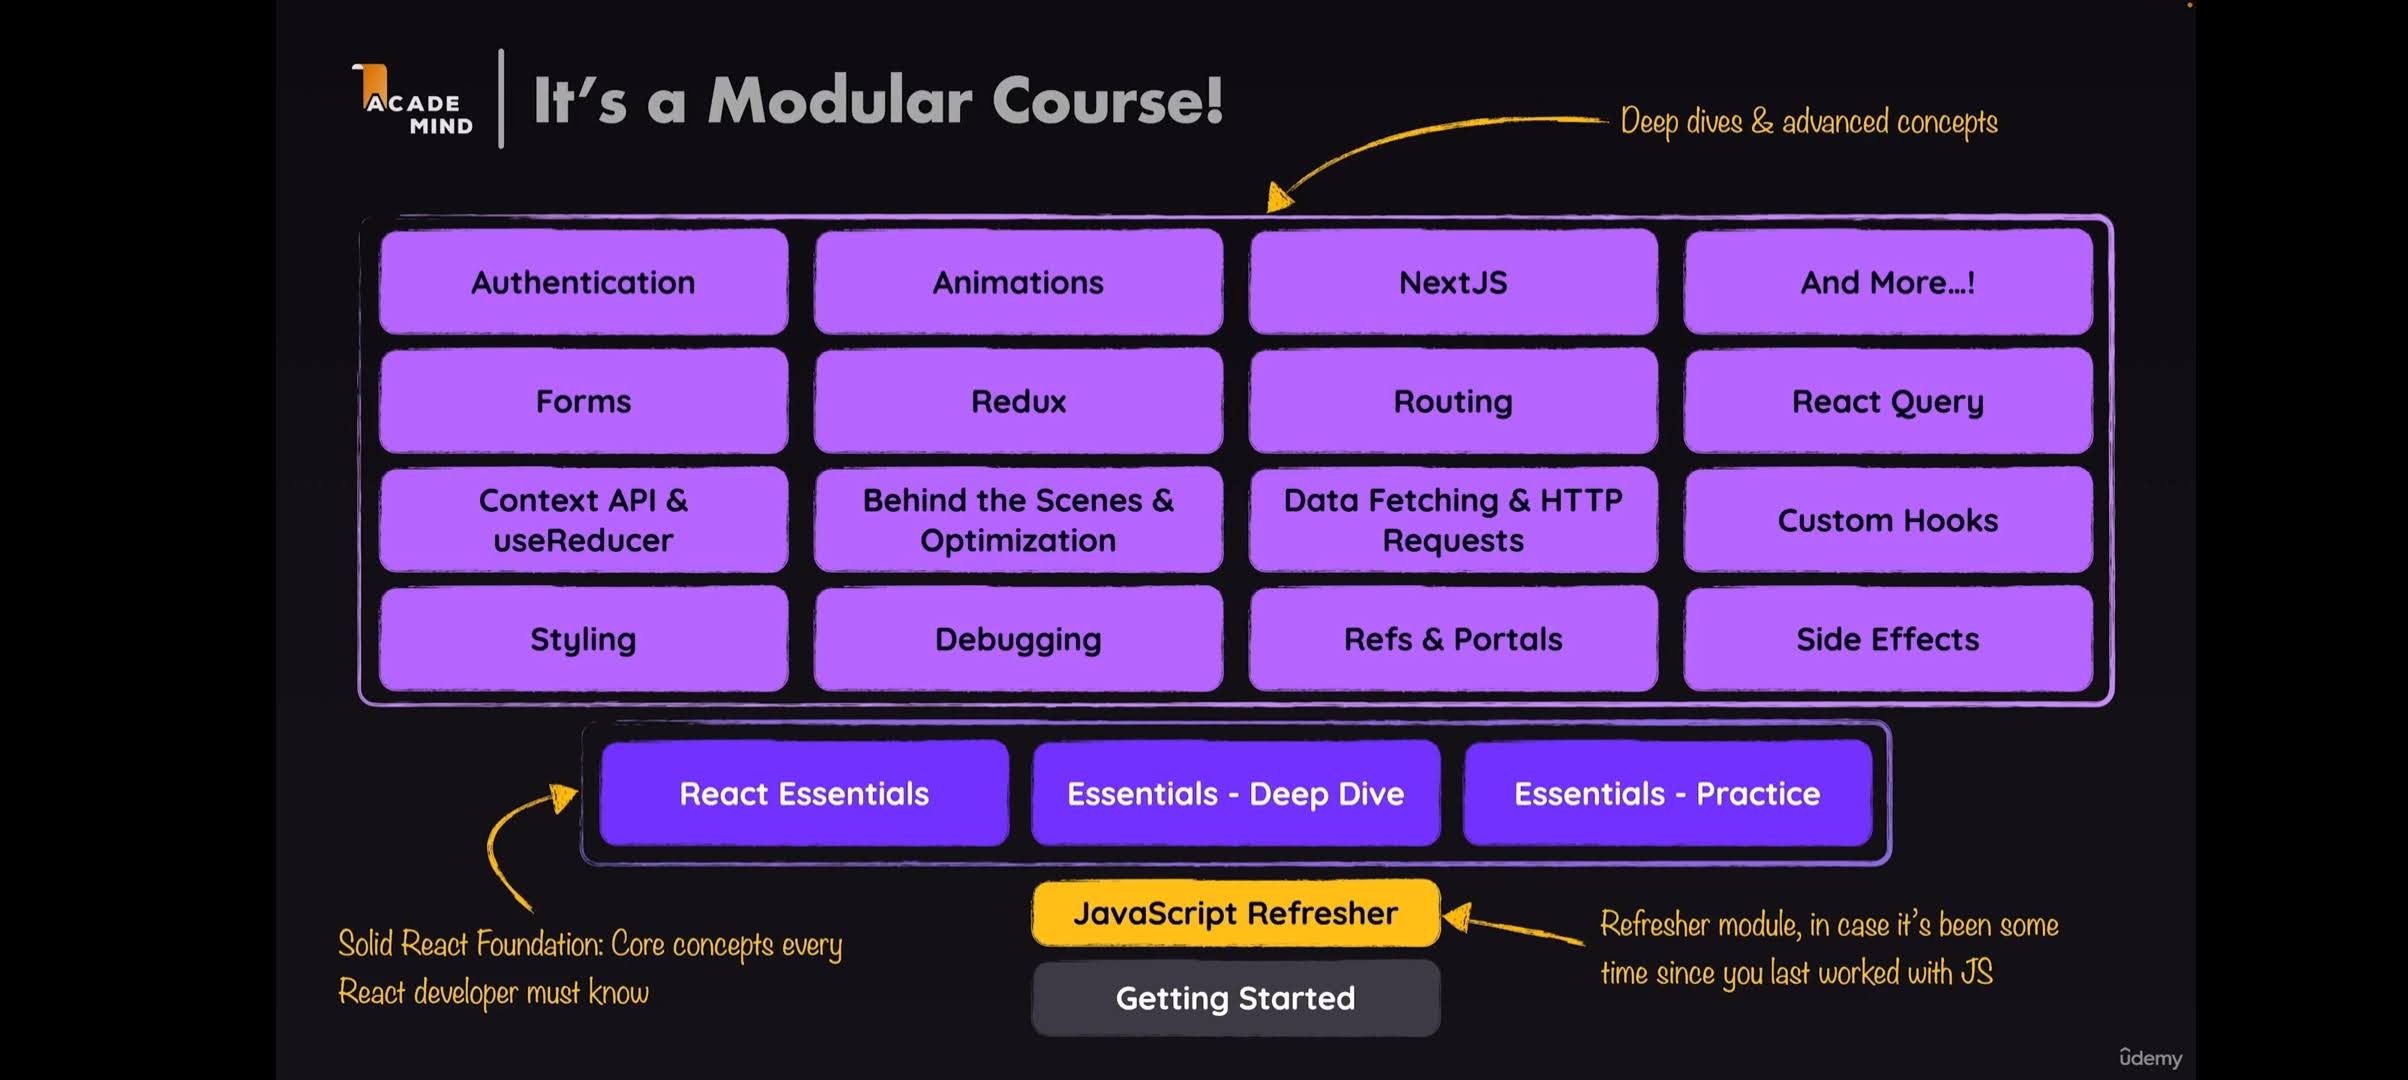 ACADE
MIND
It's a Modular Course!
Deep dives & advanced concepts
Authentication
Animations
NextJS
And More...!
Forms
Redux
Routing
React Query
Context API &
useReducer
Behind the Scenes &
Optimization
Data Fetching & HTTP
Requests
Custom Hooks
Styling
Debugging
Refs & Portals
Side Effects
React Essentials
Essentials - Deep Dive
Essentials - Practice
Solid React Foundation: Core concepts every
React developer must know
JavaScript Refresher
Refresher module, in case it's been some
time since you last worked with JS
Getting Started
ûdemy